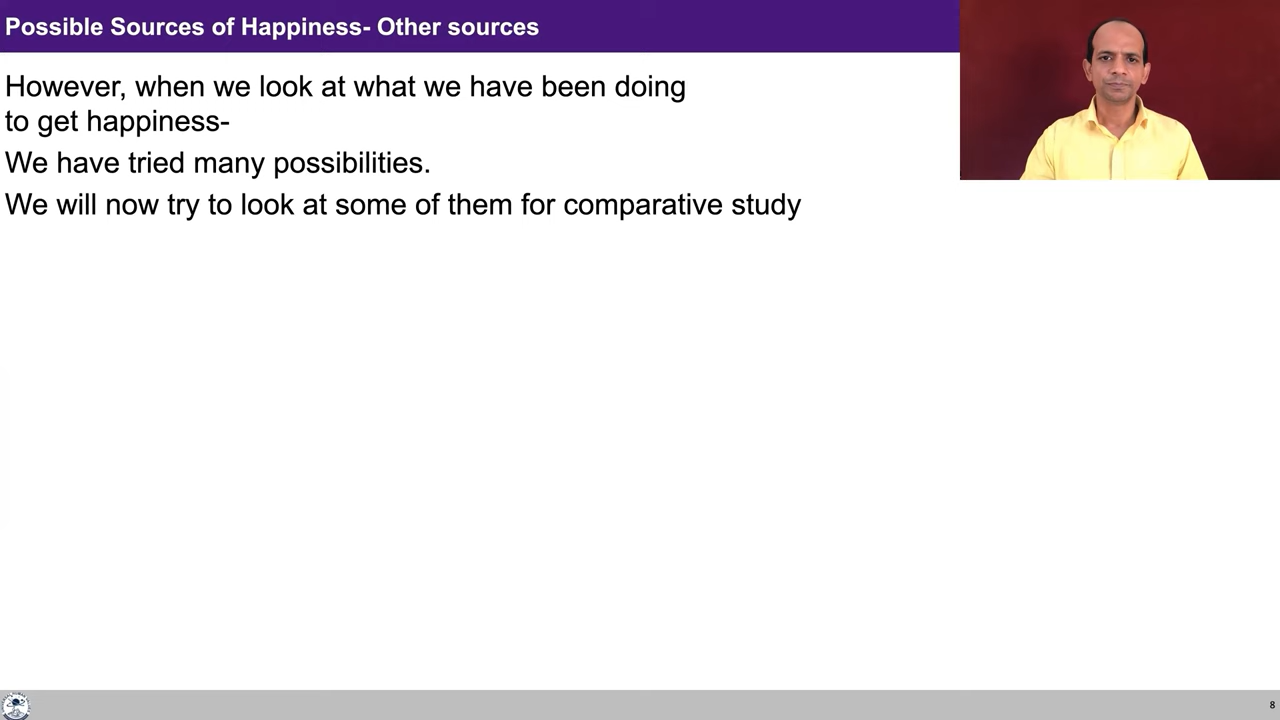 Possible Sources of Happiness- Other sources
However, when we look at what we have been doing
to get happiness-
We have tried many possibilities.
We will now try to look at some of them for comparative study
8